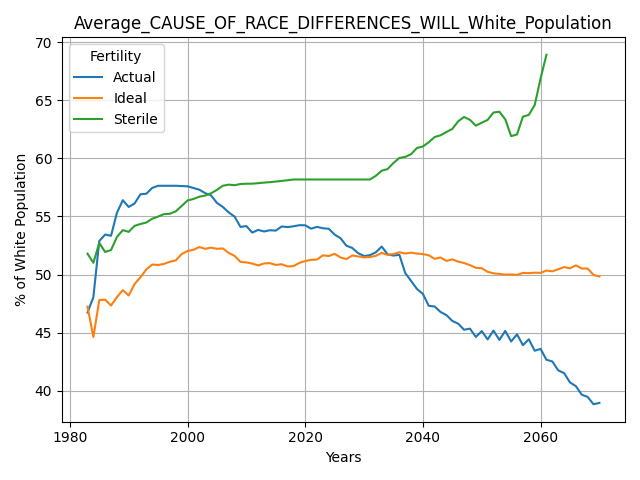 Average_CAUSE_OF_RACE_DIFFERENCES_WILL_White_Population
Fertility
Actual
Ideal
Sterile
% of White Population
70
65
60
55
50
45
40
1980
2000
2020
2040
2060
Years